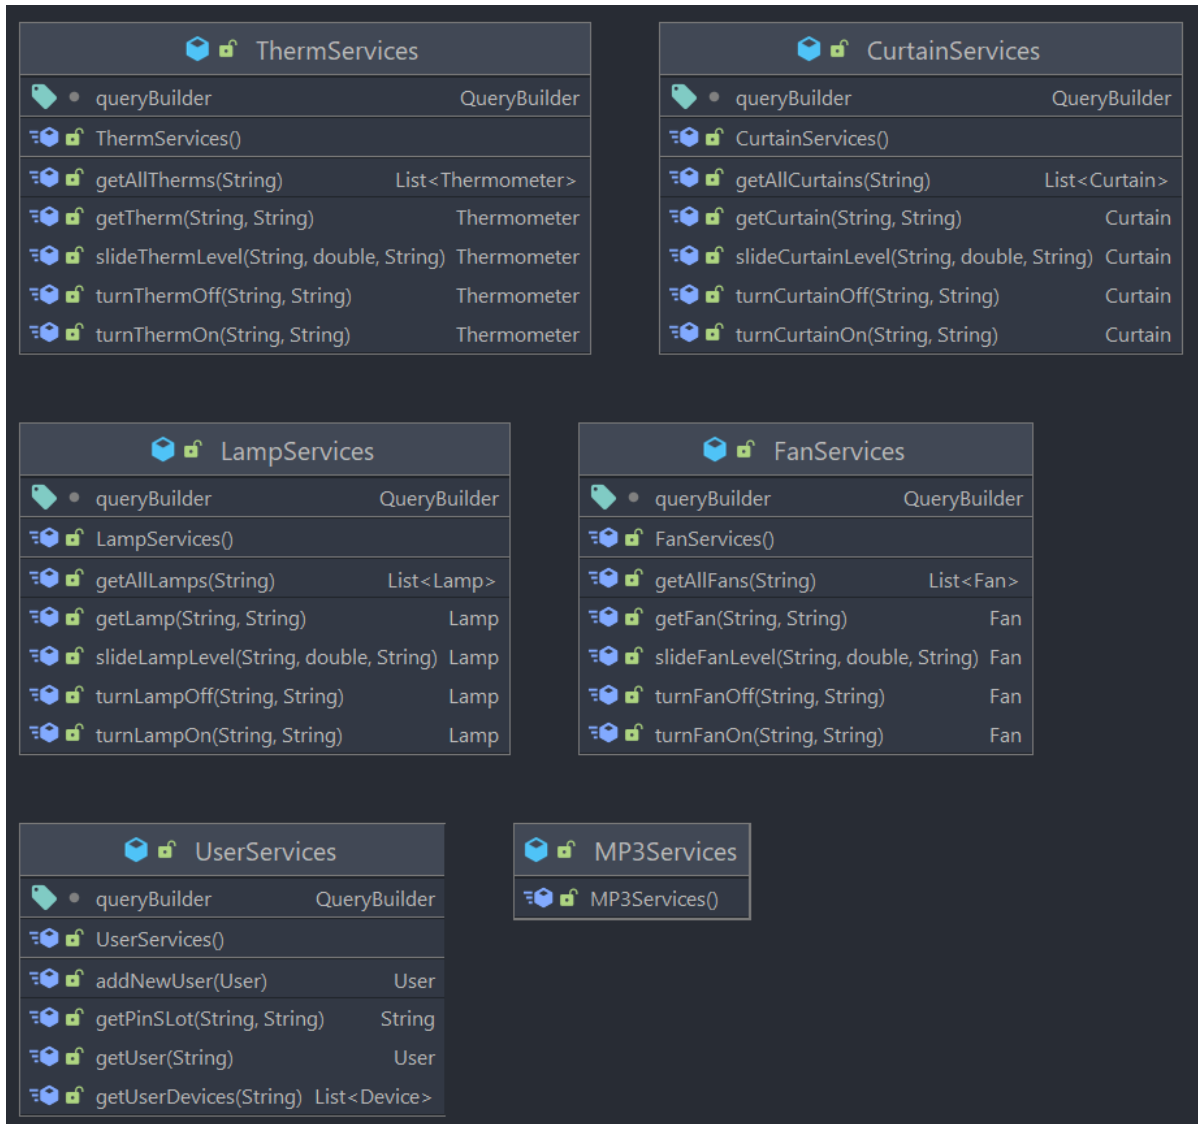 ThermServices
queryBuilder QueryBuilder
ThermServices()
getAllTherms(String) List<Thermometer>
getTherm(String, String) Thermometer
slideThermLevel(String, double, String) Thermometer
turnThermOff(String, String) Thermometer
turnThermOn(String, String) Thermometer
CurtainServices
queryBuilder QueryBuilder
CurtainServices()
getAllCurtains(String) List<Curtain>
getCurtain(String, String) Curtain
slideCurtainLevel(String, double, String) Curtain
turnCurtainOff(String, String) Curtain
turnCurtainOn(String, String) Curtain
LampServices
queryBuilder QueryBuilder
LampServices()
getAllLamps(String) List<Lamp>
getLamp(String, String) Lamp
slideLampLevel(String, double, String) Lamp
turnLampOff(String, String) Lamp
turnLampOn(String, String) Lamp
FanServices
queryBuilder QueryBuilder
FanServices()
getAllFans(String) List<Fan>
getFan(String, String) Fan
slideFanLevel(String, double, String) Fan
turnFanOff(String, String) Fan
turnFanOn(String, String) Fan
UserServices
queryBuilder QueryBuilder
UserServices()
addNewUser(User) User
getPinSLot(String, String) String
getUser(String) User
getUserDevices(String) List<Device>
MP3Services
MP3Services()